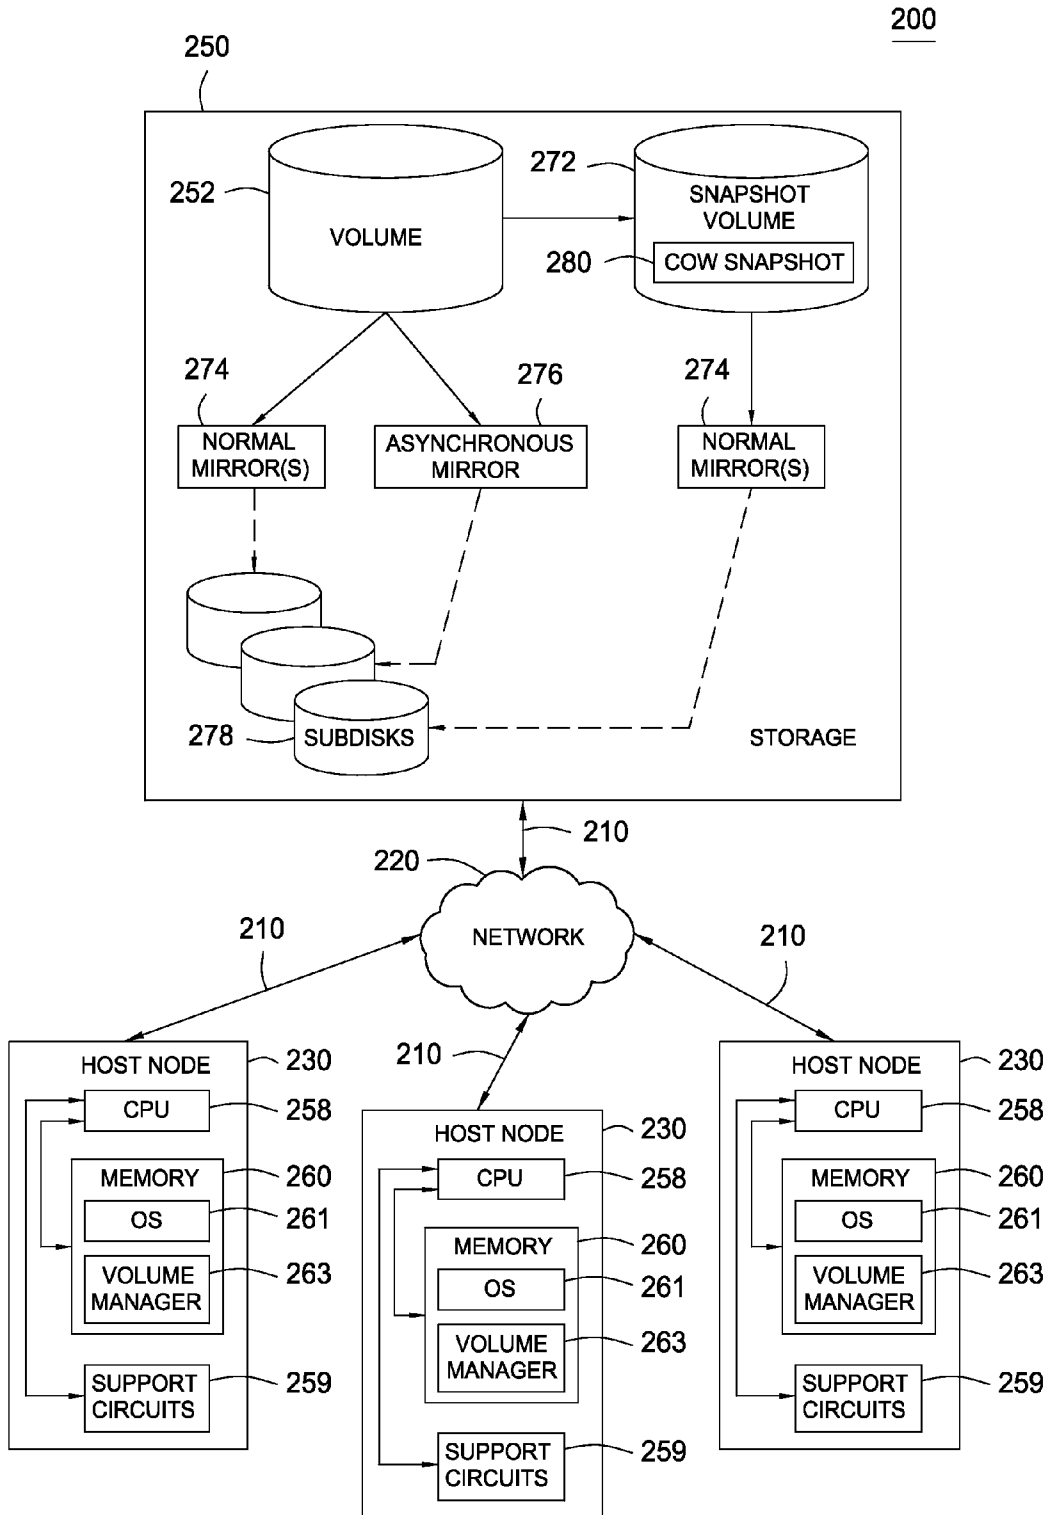 200
250
252
VOLUME
272
SNAPSHOT
VOLUME
280
COW SNAPSHOT
274
276
274
NORMAL
MIRROR(S)
ASYNCHRONOUS
MIRROR
NORMAL
MIRROR(S)
278
SUBDISKS
STORAGE
210
220
NETWORK
210
210
210
HOST NODE
230
CPU
258
MEMORY
260
OS
261
VOLUME
MANAGER
263
SUPPORT
CIRCUITS
259
HOST NODE
230
CPU
258
MEMORY
260
OS
261
VOLUME
MANAGER
263
SUPPORT
CIRCUITS
259
HOST NODE
230
CPU
258
MEMORY
260
OS
261
VOLUME
MANAGER
263
SUPPORT
CIRCUITS
259